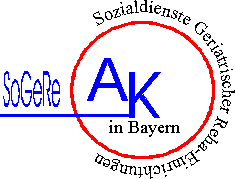 Sozialdienste Geriatrischer Reha-Einrichtungen
SoGeRe
AK
in Bayern